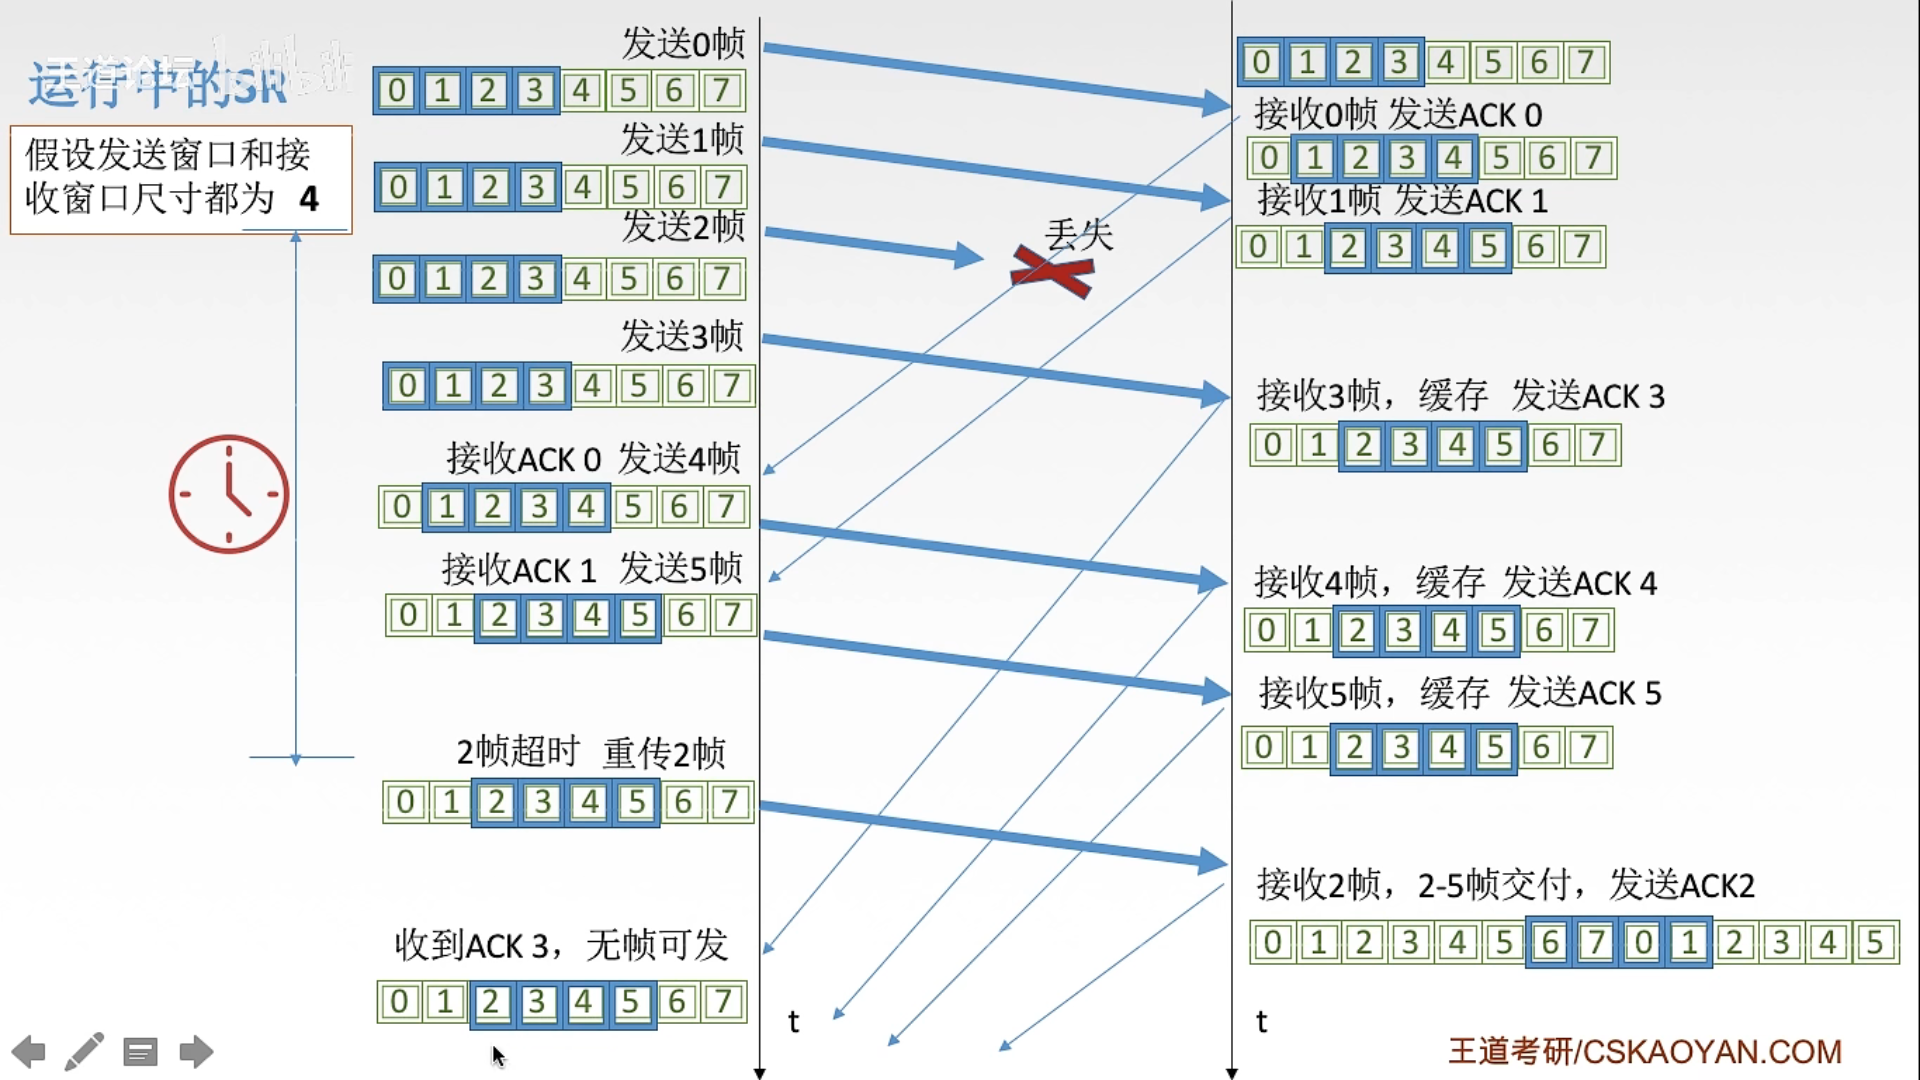 运行中的SR
王道论坛
bilibili
假设发送窗口和接
收窗口尺寸都为 4
发送0帧
0 1 2 3 4 5 6 7
发送1帧
0 1 2 3 4 5 6 7
发送2帧
0 1 2 3 4 5 6 7
发送3帧
0 1 2 3 4 5 6 7
接收ACK 0 发送4帧
0 1 2 3 4 5 6 7
接收ACK 1 发送5帧
0 1 2 3 4 5 6 7
2帧超时 重传2帧
0 1 2 3 4 5 6 7
收到ACK 3，无帧可发
0 1 2 3 4 5 6 7
丢失
t
0 1 2 3 4 5 6 7
接收0帧 发送ACK 0
0 1 2 3 4 5 6 7
接收1帧 发送ACK 1
0 1 2 3 4 5 6 7
接收3帧，缓存 发送ACK 3
0 1 2 3 4 5 6 7
接收4帧，缓存 发送ACK 4
0 1 2 3 4 5 6 7
接收5帧，缓存 发送ACK 5
0 1 2 3 4 5 6 7
接收2帧，2-5帧交付，发送ACK2
0 1 2 3 4 5 6 7 0 1 2 3 4 5
t
王道考研/CSKAOYAN.COM